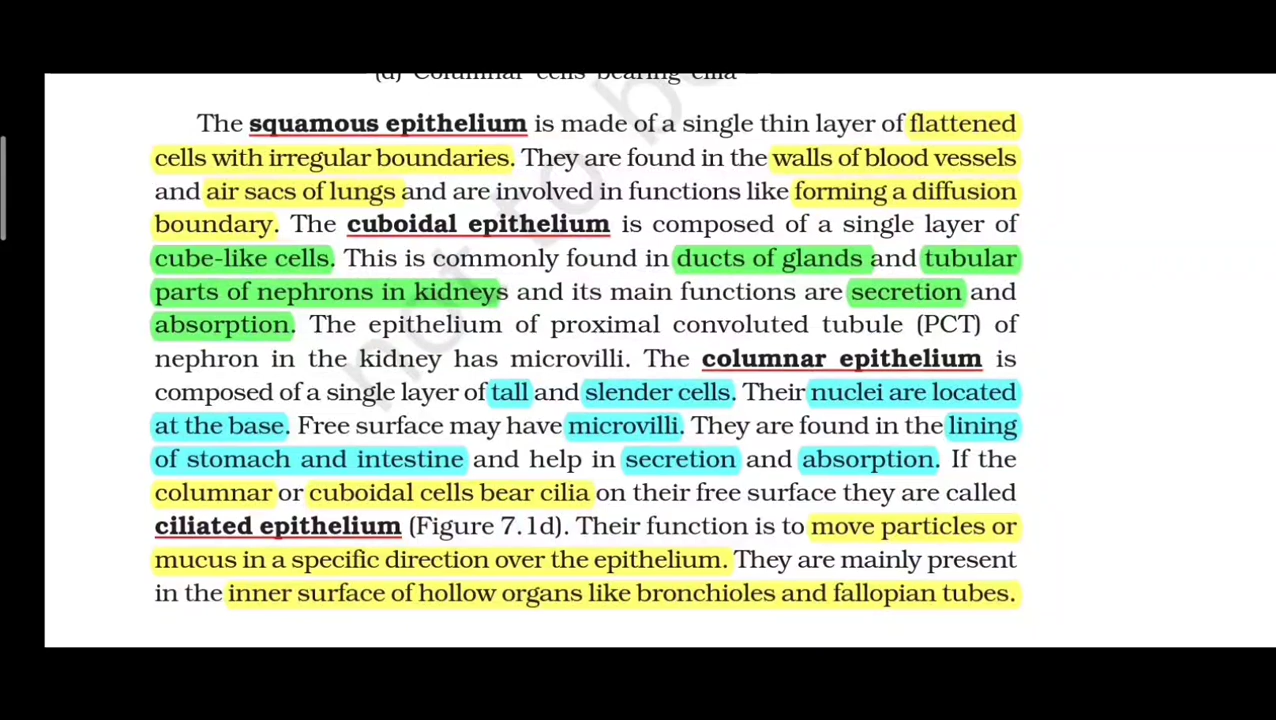 (d) Columnar cells bearing cilia
The squamous epithelium is made of a single thin layer of flattened
cells with irregular boundaries. They are found in the walls of blood vessels
and air sacs of lungs and are involved in functions like forming a diffusion
boundary. The cuboidal epithelium is composed of a single layer of
cube-like cells. This is commonly found in ducts of glands and tubular
parts of nephrons in kidneys and its main functions are secretion and
absorption. The epithelium of proximal convoluted tubule (PCT) of
nephron in the kidney has microvilli. The columnar epithelium is
composed of a single layer of tall and slender cells. Their nuclei are located
at the base. Free surface may have microvilli. They are found in the lining
of stomach and intestine and help in secretion and absorption. If the
columnar or cuboidal cells bear cilia on their free surface they are called
ciliated epithelium (Figure 7.1d). Their function is to move particles or
mucus in a specific direction over the epithelium. They are mainly present
in the inner surface of hollow organs like bronchioles and fallopian tubes.
not to be